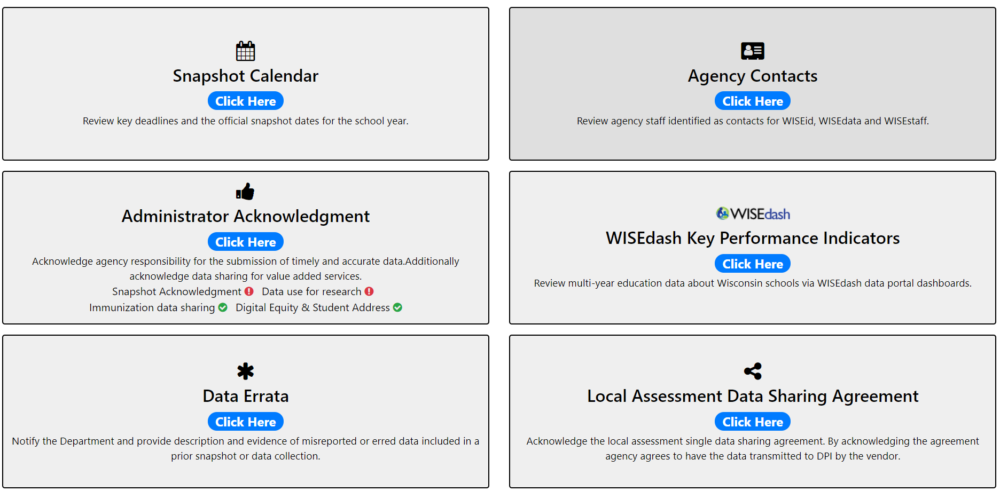 Snapshot Calendar
Click Here
Review key deadlines and the official snapshot dates for the school year.
Agency Contacts
Click Here
Review agency staff identified as contacts for WISEid, WISEdata and WISEstaff.
Administrator Acknowledgment
Click Here
Acknowledge agency responsibility for the submission of timely and accurate data.Additionally
acknowledge data sharing for value added services.
Snapshot Acknowledgment Data use for research
Immunization data sharing Digital Equity & Student Address
WISEdash
WISEdash Key Performance Indicators
Click Here
Review multi-year education data about Wisconsin schools via WISEdash data portal dashboards.
Data Errata
Click Here
Notify the Department and provide description and evidence of misreported or erred data included in a
prior snapshot or data collection.
Local Assessment Data Sharing Agreement
Click Here
Acknowledge the local assessment single data sharing agreement. By acknowledging the agreement
agency agrees to have the data transmitted to DPI by the vendor.